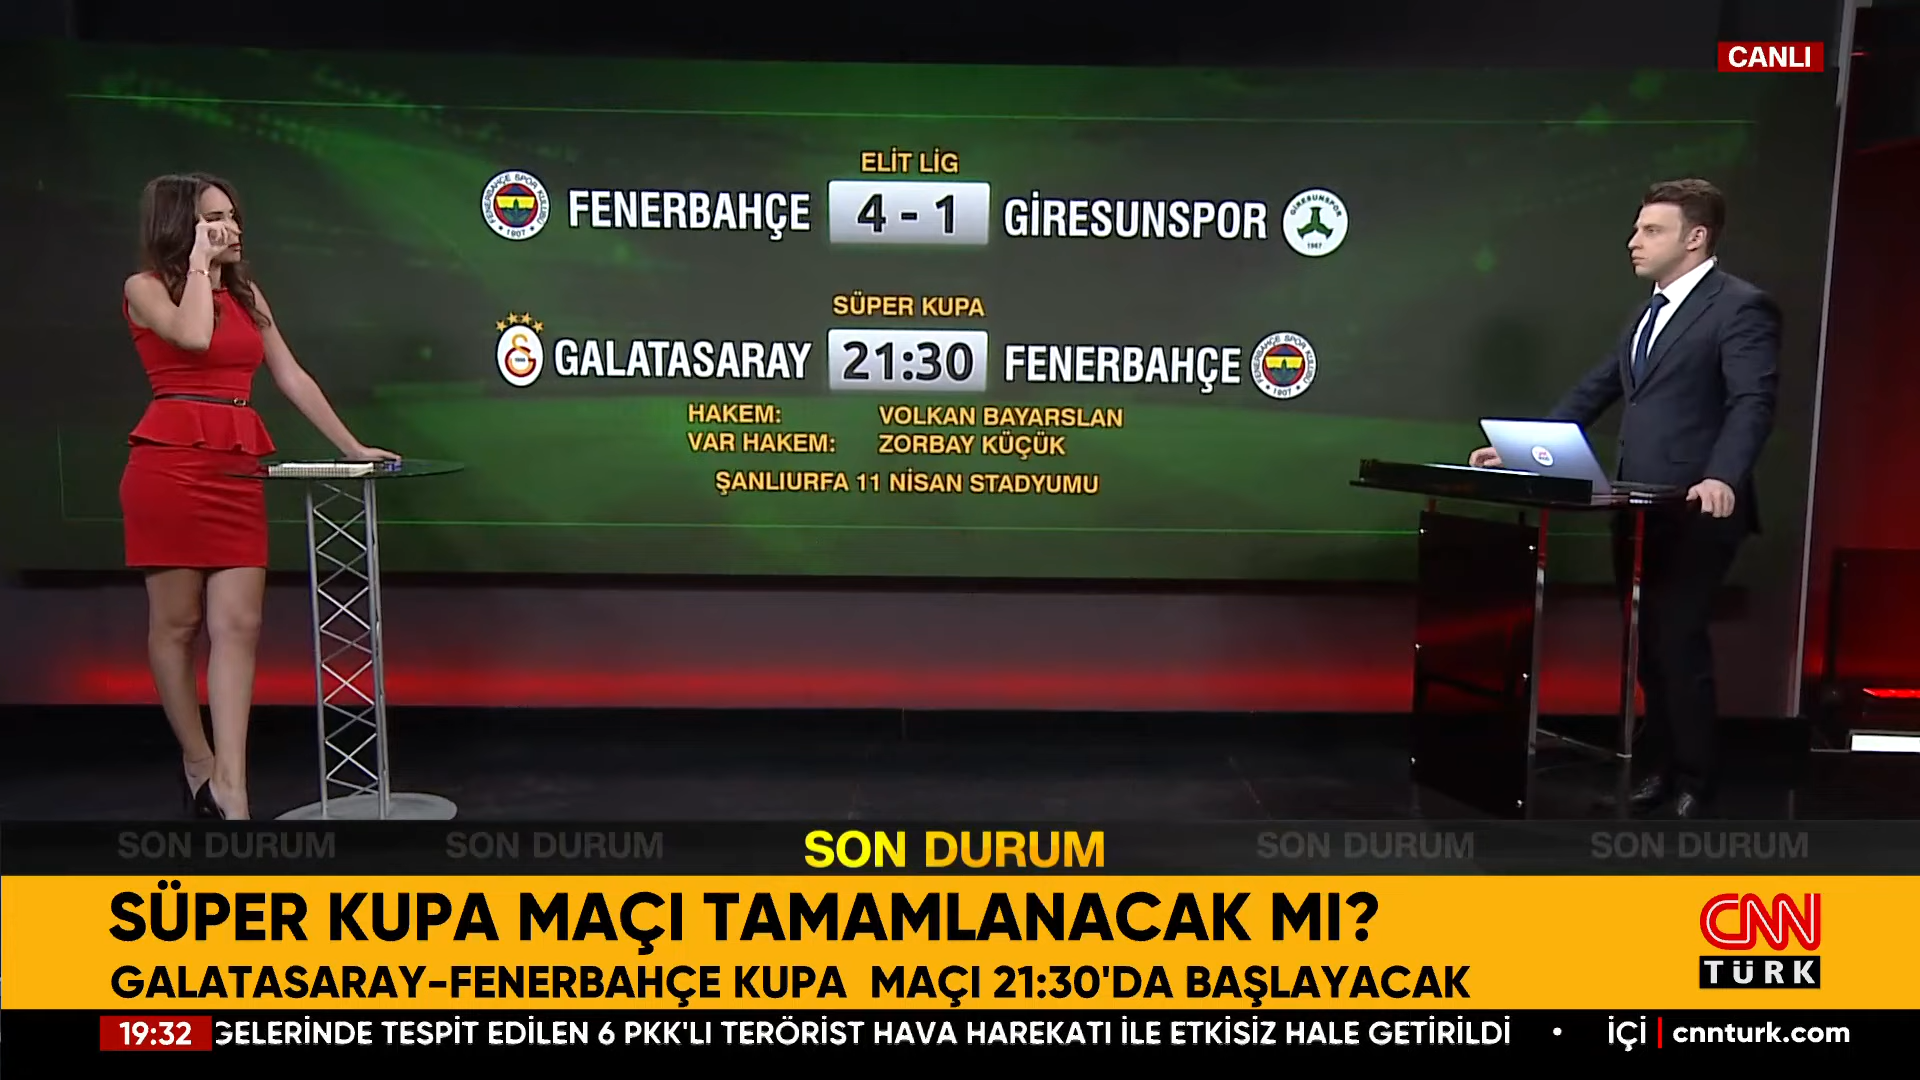 CANLI
ELİT LİG
FENERBAHÇE 4 - 1 GİRESUNSPOR
SÜPER KUPA
GALATASARAY 21:30 FENERBAHÇE
HAKEM: VOLKAN BAYARSLAN
VAR HAKEM: ZORBAY KÜÇÜK
ŞANLIURFA 11 NİSAN STADYUMU
SON DURUM SON DURUM SON DURUM SON DURUM SON DURUM
SÜPER KUPA MAÇI TAMAMLANACAK MI?
GALATASARAY-FENERBAHÇE KUPA MAÇI 21:30'DA BAŞLAYACAK
CNN
TÜRK
19:32 GELERİNDE TESPİT EDİLEN 6 PKK'LI TERÖRİST HAVA HAREKATI İLE ETKİSİZ HALE GETİRİLDİ • İÇİ cnnturk.com